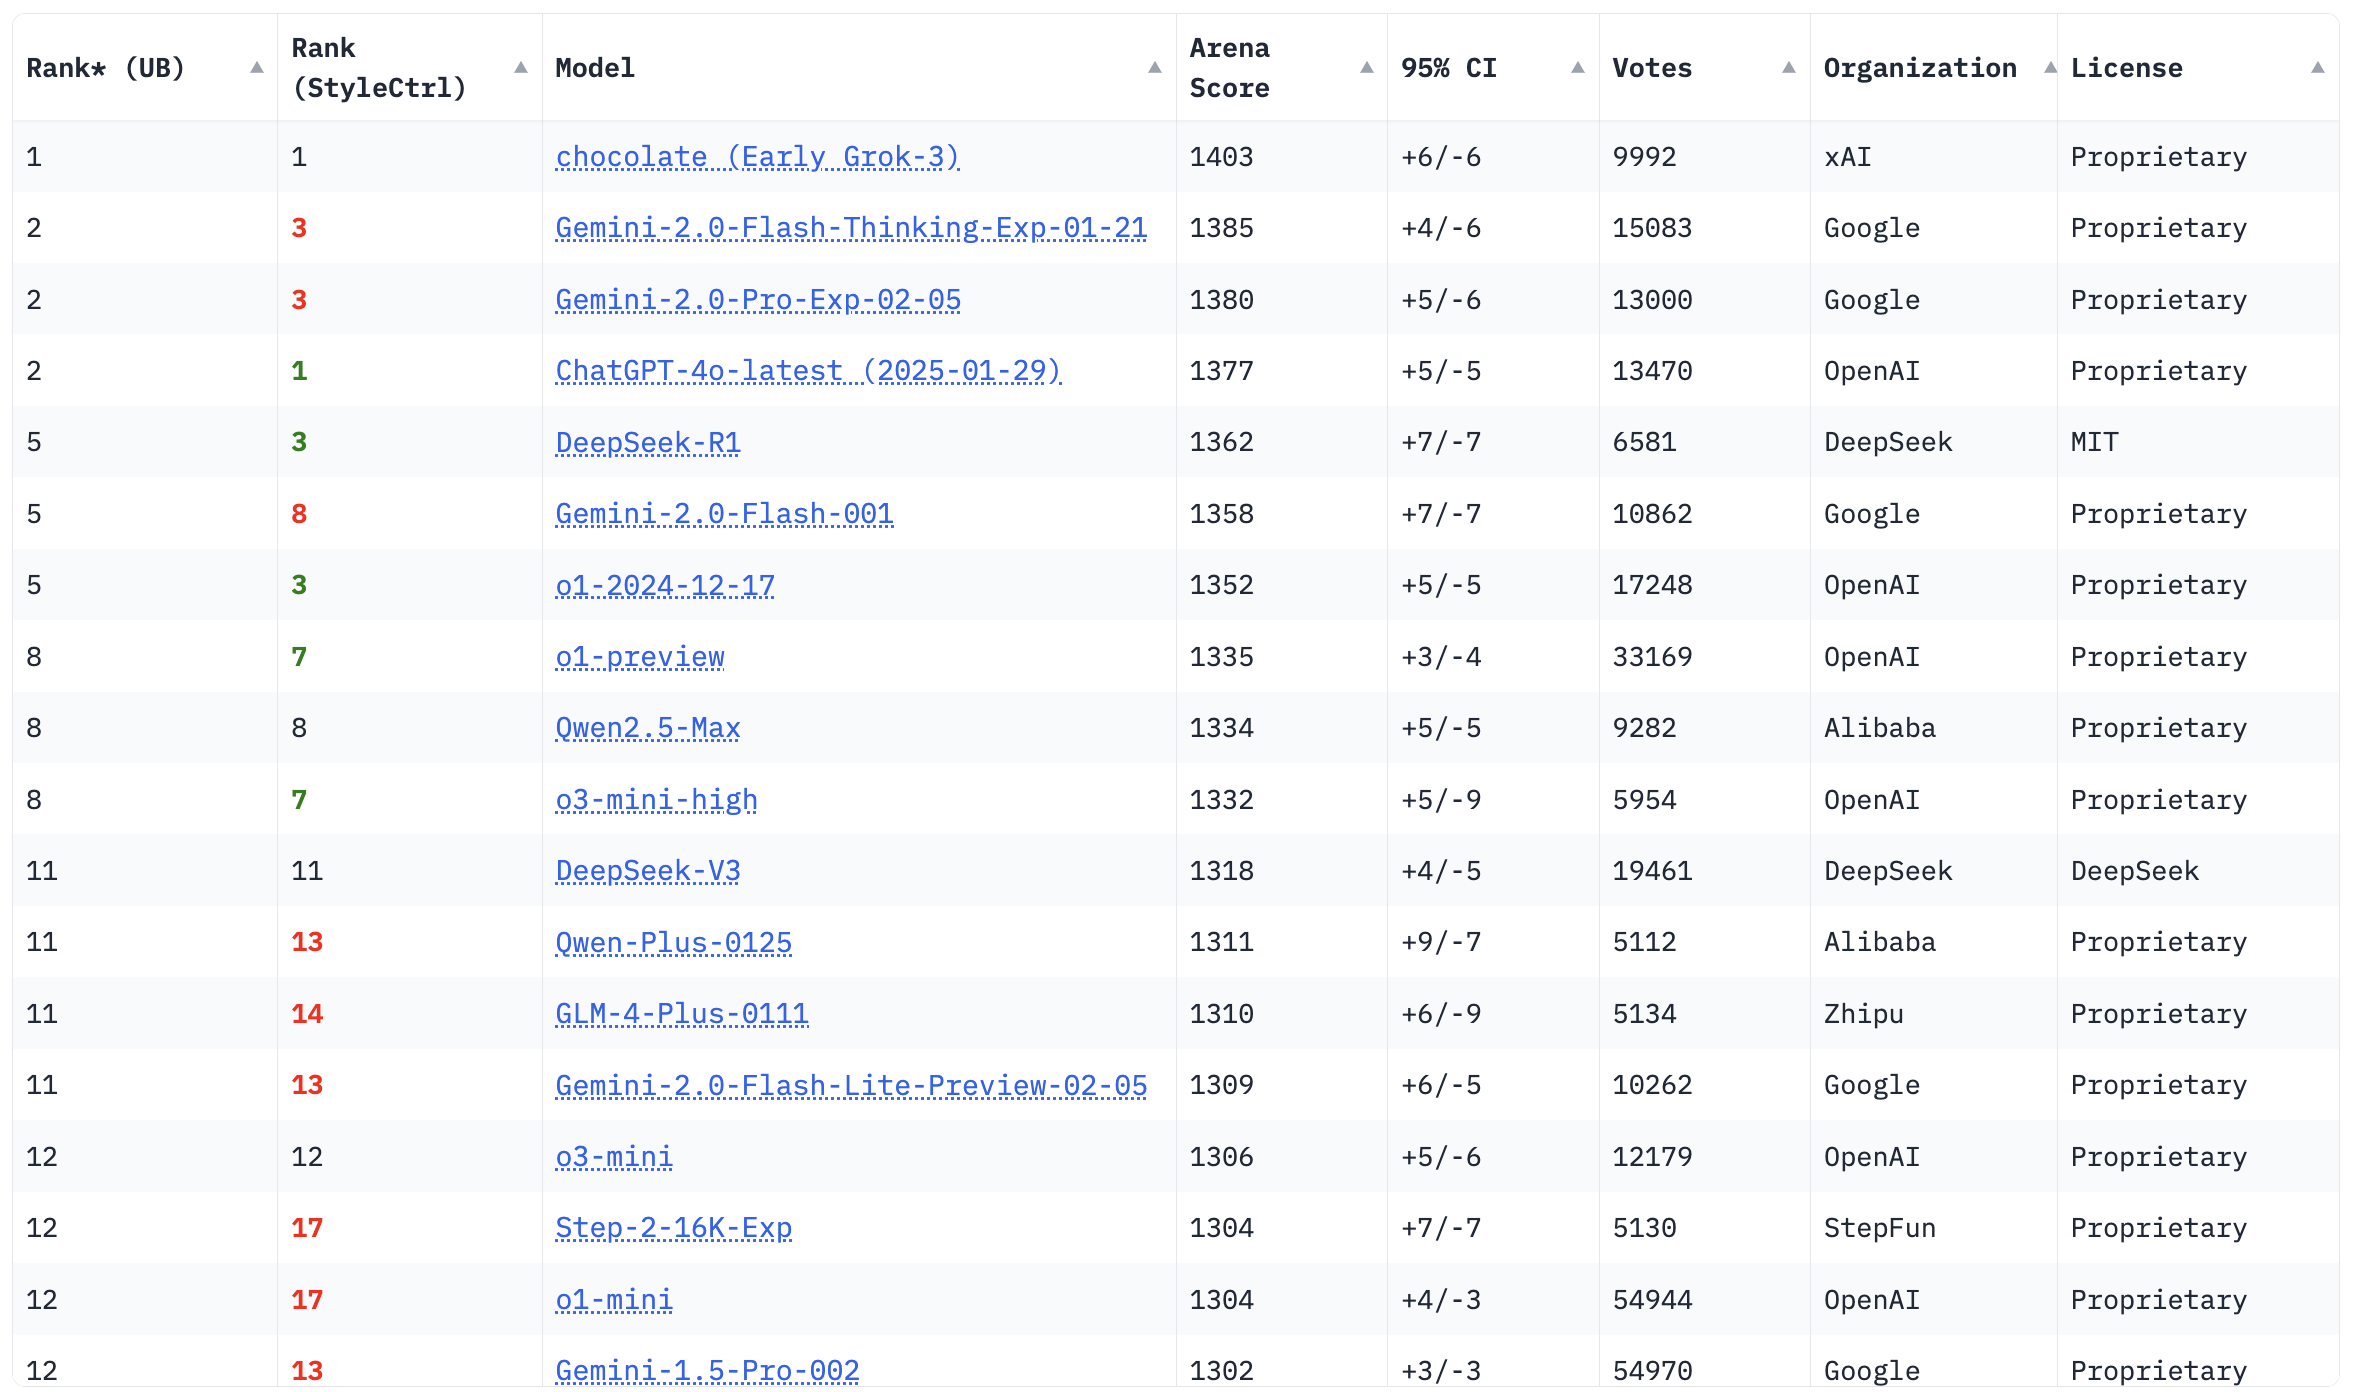 Rank* (UB) ▲ Rank (StyleCtrl) ▲ Model ▲ Arena Score ▲ 95% CI ▲ Votes ▲ Organization ▲ License ▲
1 1 chocolate (Early Grok-3) 1403 +6/-6 9992 xAI Proprietary
2 3 Gemini-2.0-Flash-Thinking-Exp-01-21 1385 +4/-6 15083 Google Proprietary
2 3 Gemini-2.0-Pro-Exp-02-05 1380 +5/-6 13000 Google Proprietary
2 1 ChatGPT-4o-latest (2025-01-29) 1377 +5/-5 13470 OpenAI Proprietary
5 3 DeepSeek-R1 1362 +7/-7 6581 DeepSeek MIT
5 8 Gemini-2.0-Flash-001 1358 +7/-7 10862 Google Proprietary
5 3 o1-2024-12-17 1352 +5/-5 17248 OpenAI Proprietary
8 7 o1-preview 1335 +3/-4 33169 OpenAI Proprietary
8 8 Qwen2.5-Max 1334 +5/-5 9282 Alibaba Proprietary
8 7 o3-mini-high 1332 +5/-9 5954 OpenAI Proprietary
11 11 DeepSeek-V3 1318 +4/-5 19461 DeepSeek DeepSeek
11 13 Qwen-Plus-0125 1311 +9/-7 5112 Alibaba Proprietary
11 14 GLM-4-Plus-0111 1310 +6/-9 5134 Zhipu Proprietary
11 13 Gemini-2.0-Flash-Lite-Preview-02-05 1309 +6/-5 10262 Google Proprietary
12 12 o3-mini 1306 +5/-6 12179 OpenAI Proprietary
12 17 Step-2-16K-Exp 1304 +7/-7 5130 StepFun Proprietary
12 17 o1-mini 1304 +4/-3 54944 OpenAI Proprietary
12 13 Gemini-1.5-Pro-002 1302 +3/-3 54970 Google Proprietary